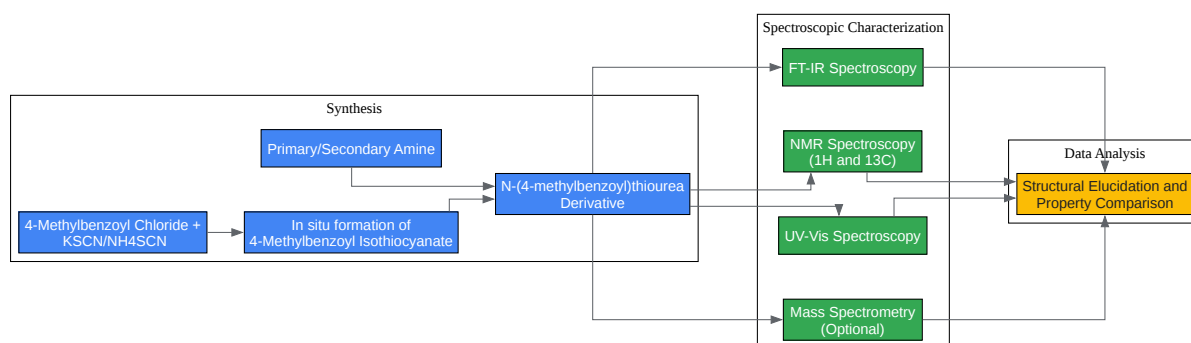 Synthesis
Primary/Secondary Amine
4-Methylbenzoyl Chloride +
KSCN/NH4SCN
In situ formation of
4-Methylbenzoyl Isothiocyanate
N-(4-methylbenzoyl)thiourea
Derivative
Spectroscopic Characterization
FT-IR Spectroscopy
NMR Spectroscopy
(1H and 13C)
UV-Vis Spectroscopy
Mass Spectrometry
(Optional)
Data Analysis
Structural Elucidation and
Property Comparison